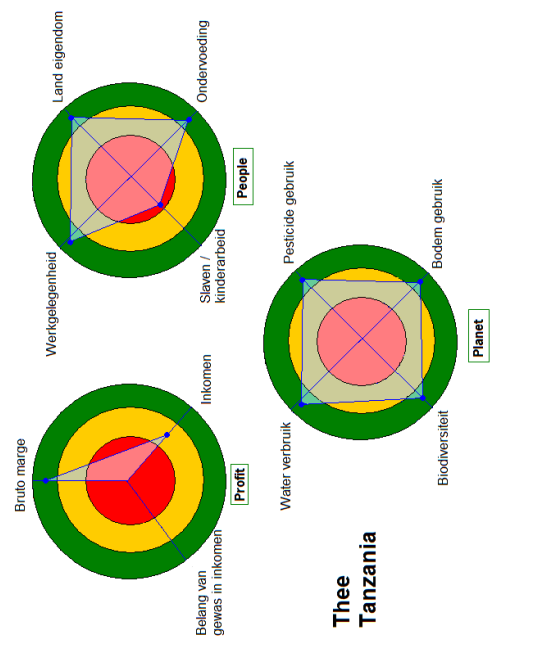 Thee
Tanzania
Bruto marge
Inkomen
Belang van
gewas in inkomen
Profit
Werkgelegenheid
Land eigendom
Slaven /
kinderarbeid
Ondervoeding
People
Water verbruik
Pesticide gebruik
Biodiversiteit
Bodem gebruik
Planet